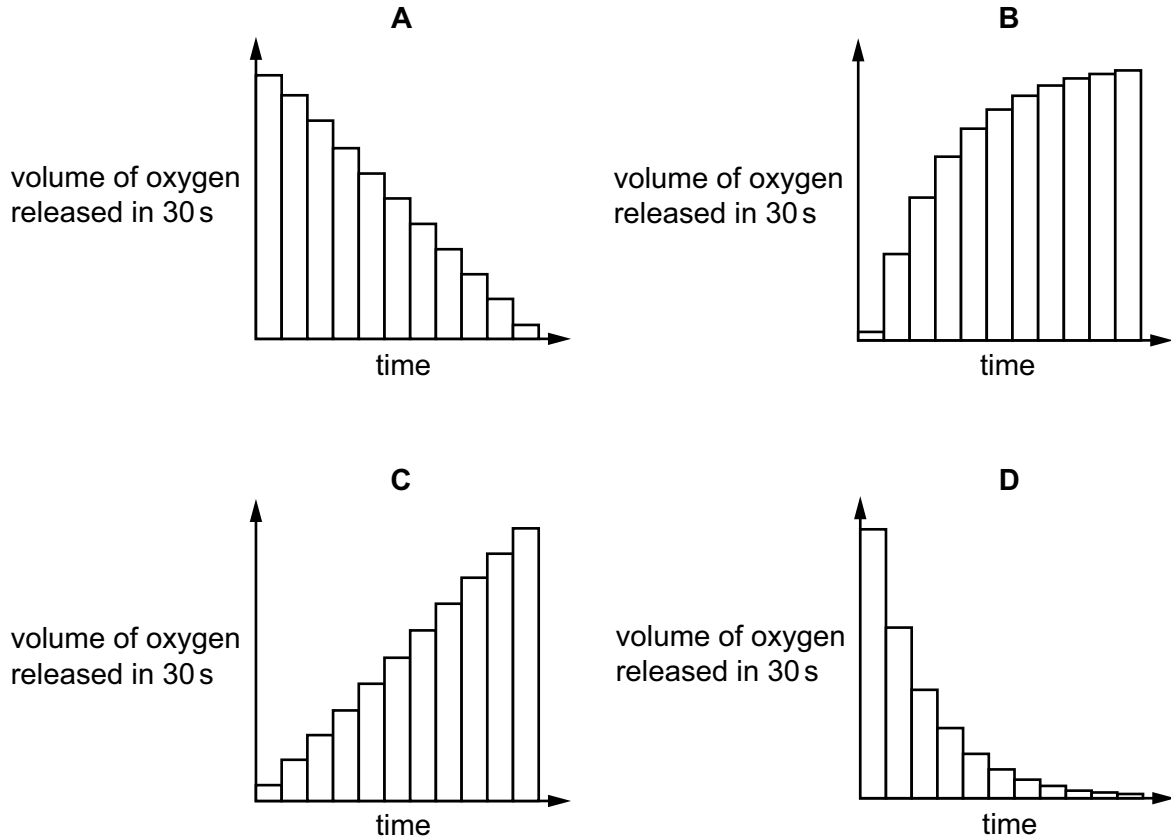 A
volume of oxygen
released in 30 s
time
B
volume of oxygen
released in 30 s
time
C
volume of oxygen
released in 30 s
time
D
volume of oxygen
released in 30 s
time